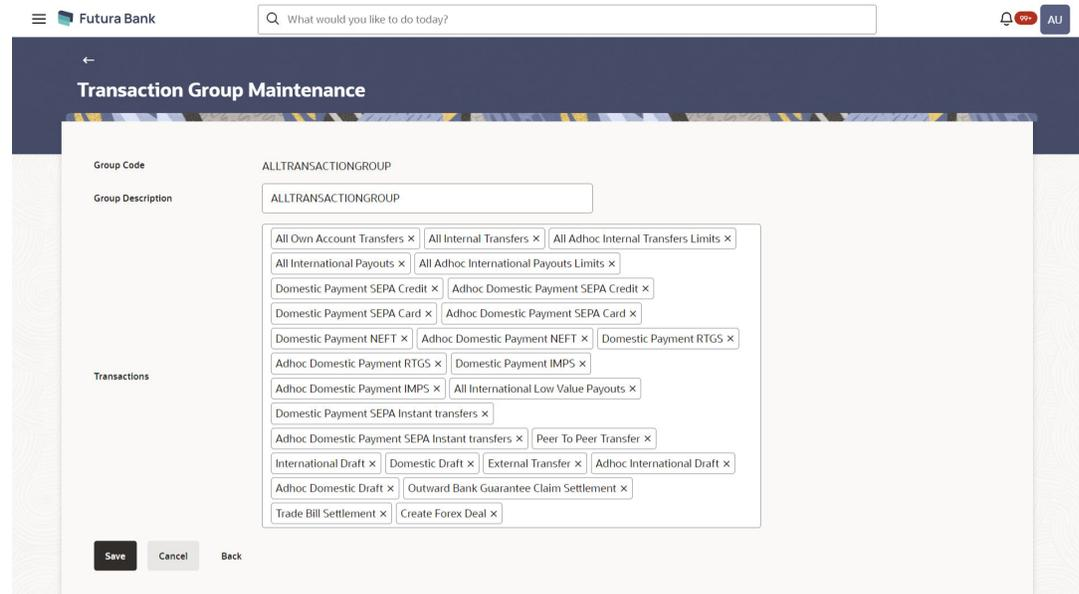 Futura Bank
What would you like to do today?
99+
AU
Transaction Group Maintenance
Group Code
ALLTRANSACTIONGROUP
Group Description
ALLTRANSACTIONGROUP
Transactions
All Own Account Transfers × All Internal Transfers × All Adhoc Internal Transfers Limits ×
All International Payouts × All Adhoc International Payouts Limits ×
Domestic Payment SEPA Credit × Adhoc Domestic Payment SEPA Credit ×
Domestic Payment SEPA Card × Adhoc Domestic Payment SEPA Card ×
Domestic Payment NEFT × Adhoc Domestic Payment NEFT × Domestic Payment RTGS ×
Adhoc Domestic Payment RTGS × Domestic Payment IMPS ×
Adhoc Domestic Payment IMPS × All International Low Value Payouts ×
Domestic Payment SEPA Instant transfers ×
Adhoc Domestic Payment SEPA Instant transfers × Peer To Peer Transfer ×
International Draft × Domestic Draft × External Transfer × Adhoc International Draft ×
Adhoc Domestic Draft × Outward Bank Guarantee Claim Settlement ×
Trade Bill Settlement × Create Forex Deal ×
Save Cancel Back